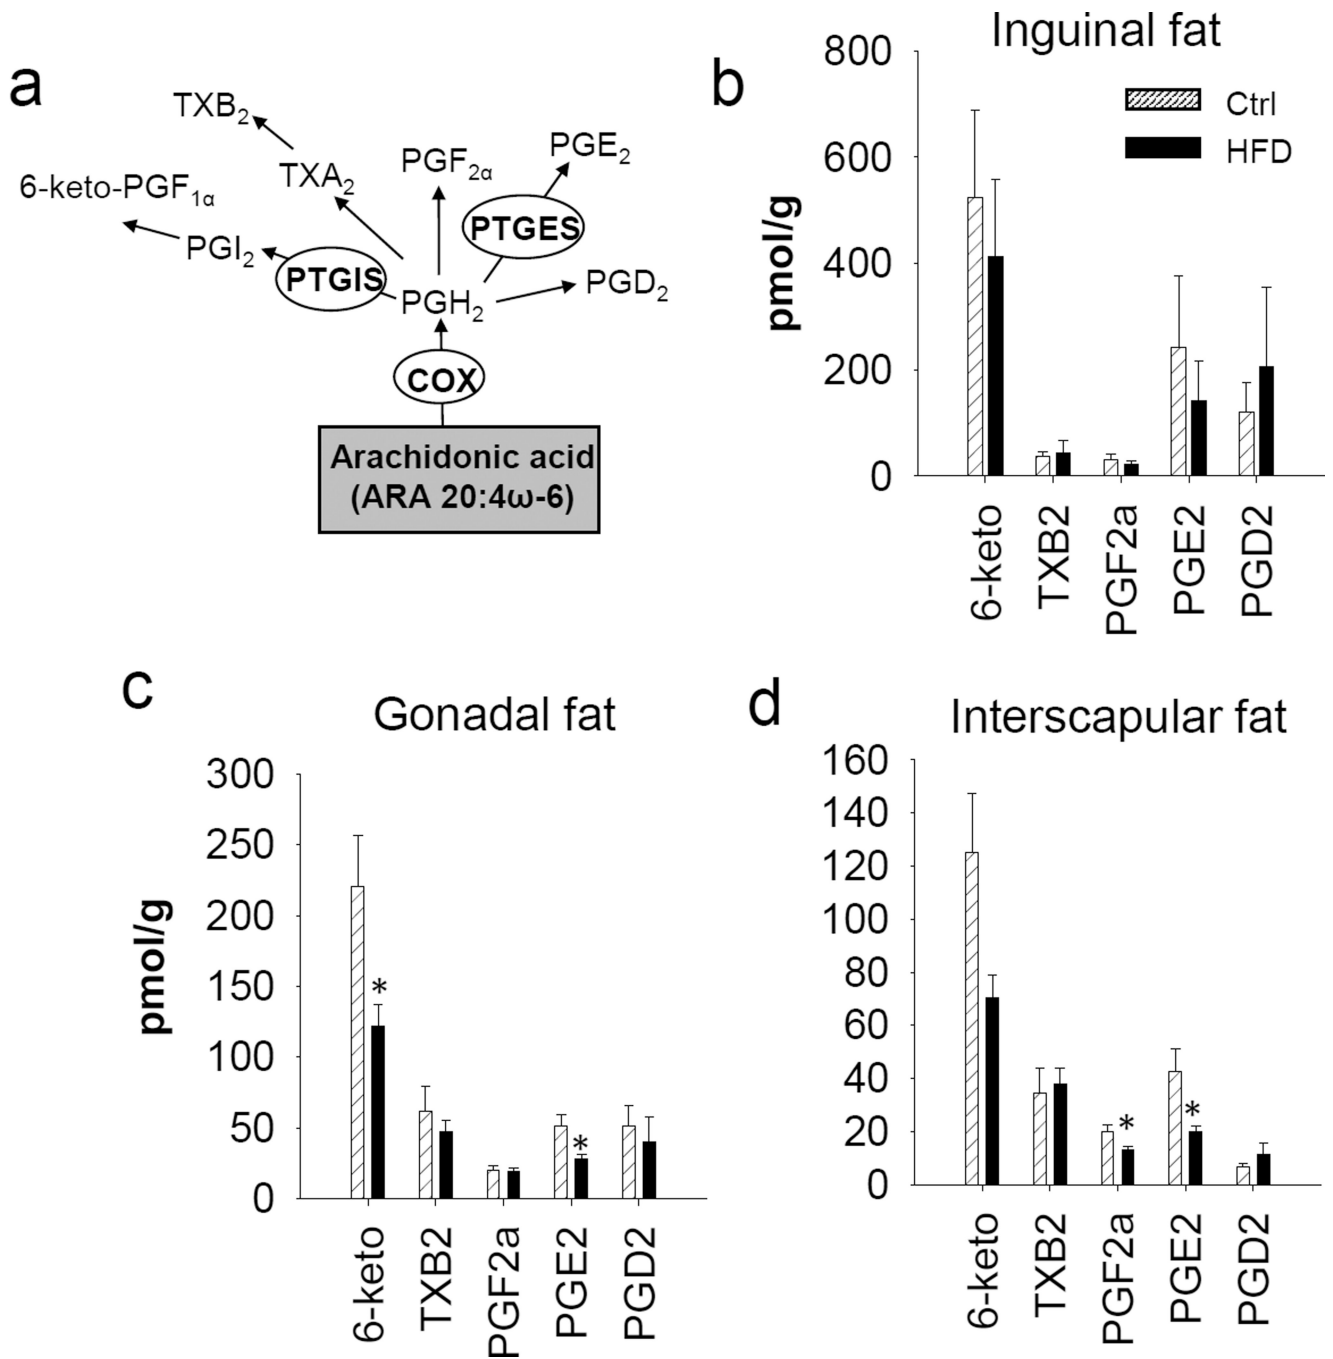 a
TXB₂
TXA₂
PGF₂α
PGE₂
6-keto-PGF₁α
PGI₂
PTGIS
PTGES
PGH₂
PGD₂
COX
Arachidonic acid
(ARA 20:4ω-6)
b
Inguinal fat
Ctrl
HFD
pmol/g
800
600
400
200
0
6-keto
TXB2
PGF2a
PGE2
PGD2
c
Gonadal fat
pmol/g
300
250
200
150
100
50
0
*
*
6-keto
TXB2
PGF2a
PGE2
PGD2
d
Interscapular fat
160
140
120
100
80
60
40
20
0
*
*
6-keto
TXB2
PGF2a
PGE2
PGD2